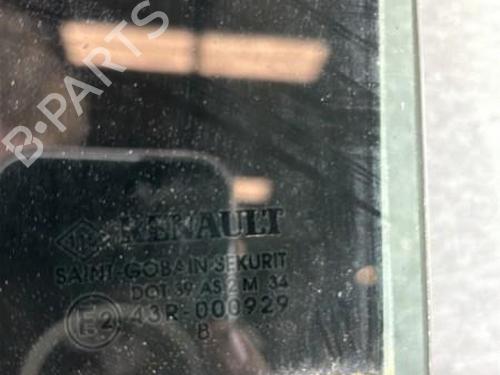 B-PARTS
RENAULT
SAINT-GOBAIN SEKURIT
DOT 39 AS 2 M 34
E2 43R-000929
B